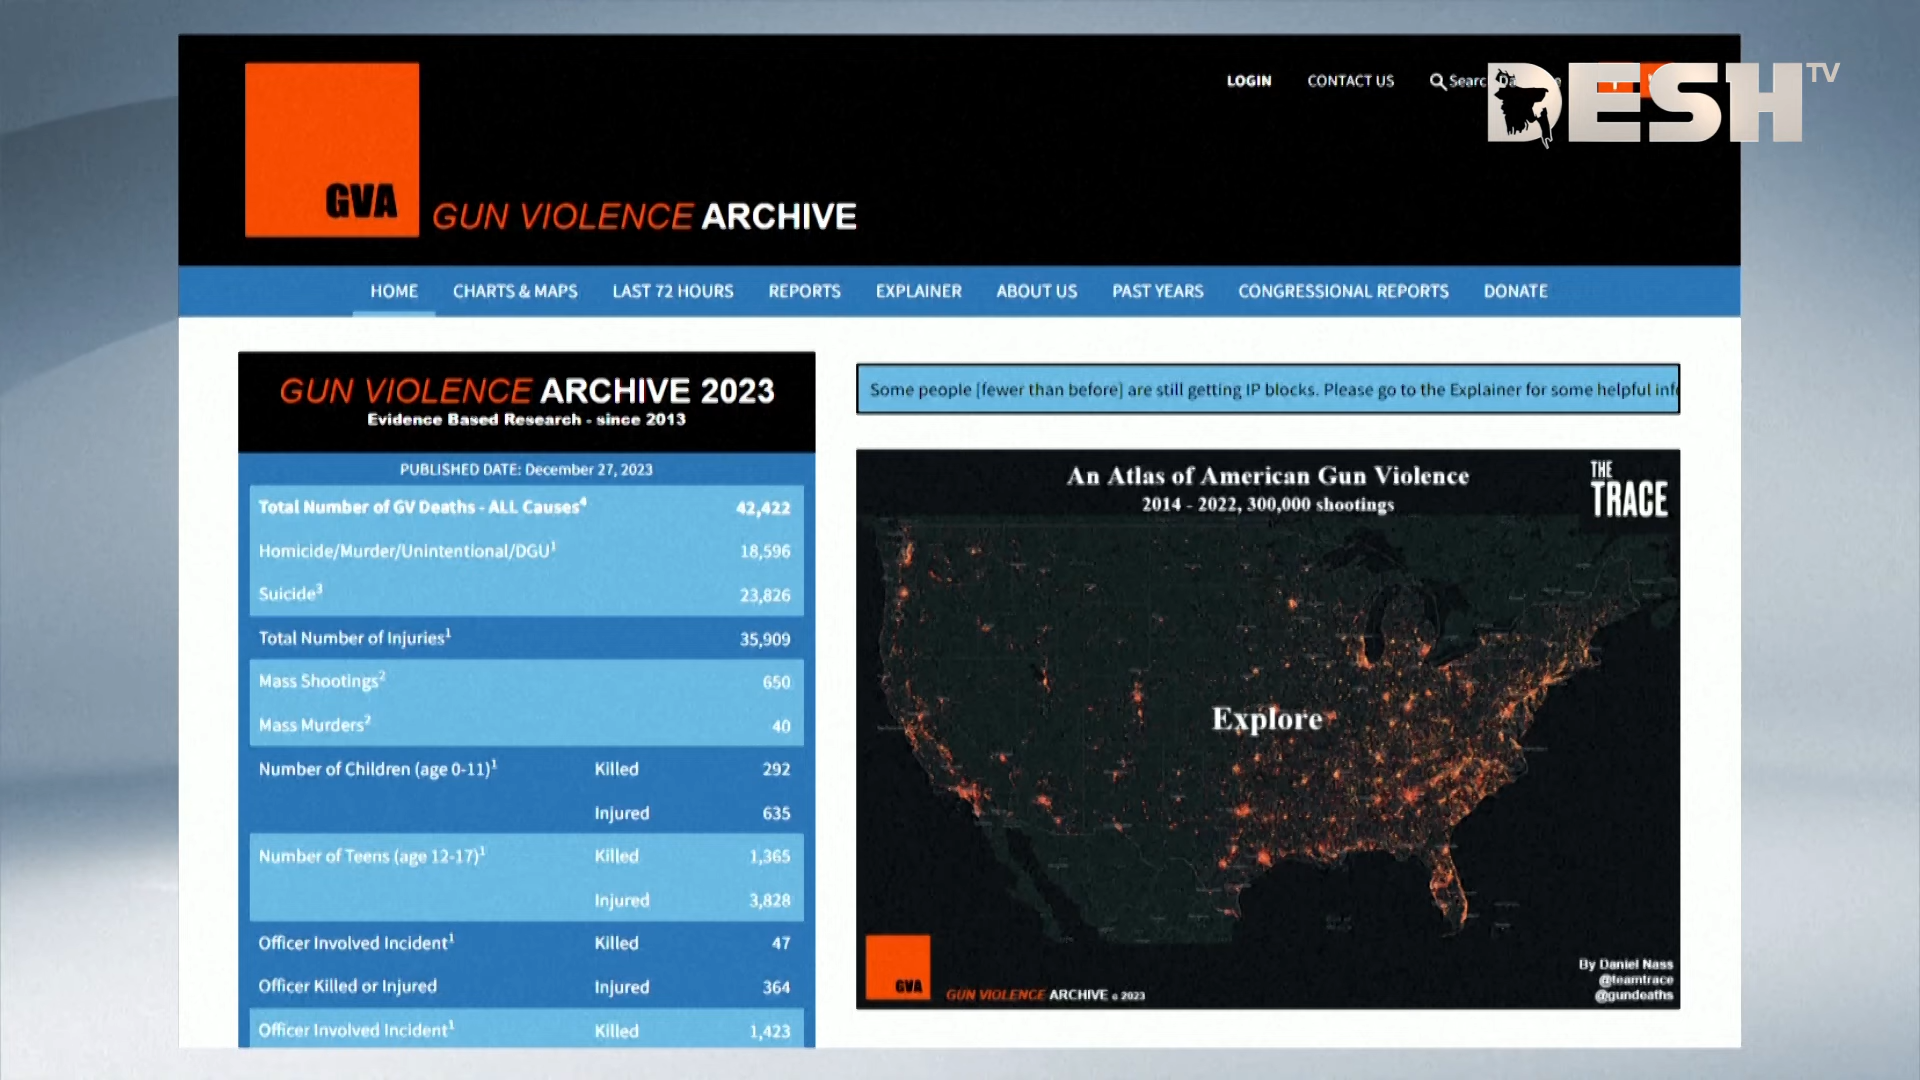 DESH TV
LOGIN CONTACT US Searc
GVA
GUN VIOLENCE ARCHIVE
HOME CHARTS & MAPS LAST 72 HOURS REPORTS EXPLAINER ABOUT US PAST YEARS CONGRESSIONAL REPORTS DONATE
GUN VIOLENCE ARCHIVE 2023
Evidence Based Research - since 2013
PUBLISHED DATE: December 27, 2023
Total Number of GV Deaths - ALL Causes⁴ 42,422
Homicide/Murder/Unintentional/DGU¹ 18,596
Suicide³ 23,826
Total Number of Injuries¹ 35,909
Mass Shootings² 650
Mass Murders² 40
Number of Children (age 0-11)¹ Killed 292
Injured 635
Number of Teens (age 12-17)¹ Killed 1,365
Injured 3,828
Officer Involved Incident¹ Killed 47
Officer Killed or Injured Injured 364
Officer Involved Incident¹ Killed 1,423
Some people [fewer than before] are still getting IP blocks. Please go to the Explainer for some helpful inf
An Atlas of American Gun Violence
2014 - 2022, 300,000 shootings
THE
TRACE
Explore
By Daniel Nass
@teamtrace
@gundeaths
GVA
GUN VIOLENCE ARCHIVE © 2023